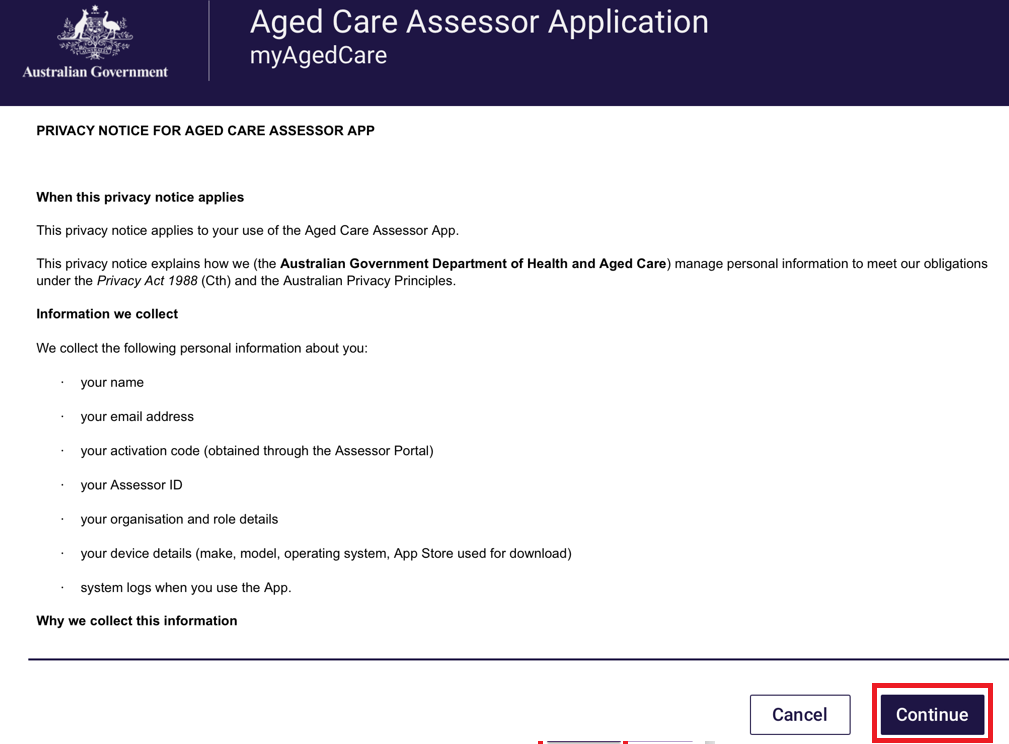 Aged Care Assessor Application
myAgedCare
Australian Government
PRIVACY NOTICE FOR AGED CARE ASSESSOR APP
When this privacy notice applies
This privacy notice applies to your use of the Aged Care Assessor App.
This privacy notice explains how we (the Australian Government Department of Health and Aged Care) manage personal information to meet our obligations
under the Privacy Act 1988 (Cth) and the Australian Privacy Principles.
Information we collect
We collect the following personal information about you:
· your name
· your email address
· your activation code (obtained through the Assessor Portal)
· your Assessor ID
· your organisation and role details
· your device details (make, model, operating system, App Store used for download)
· system logs when you use the App.
Why we collect this information
Cancel
Continue